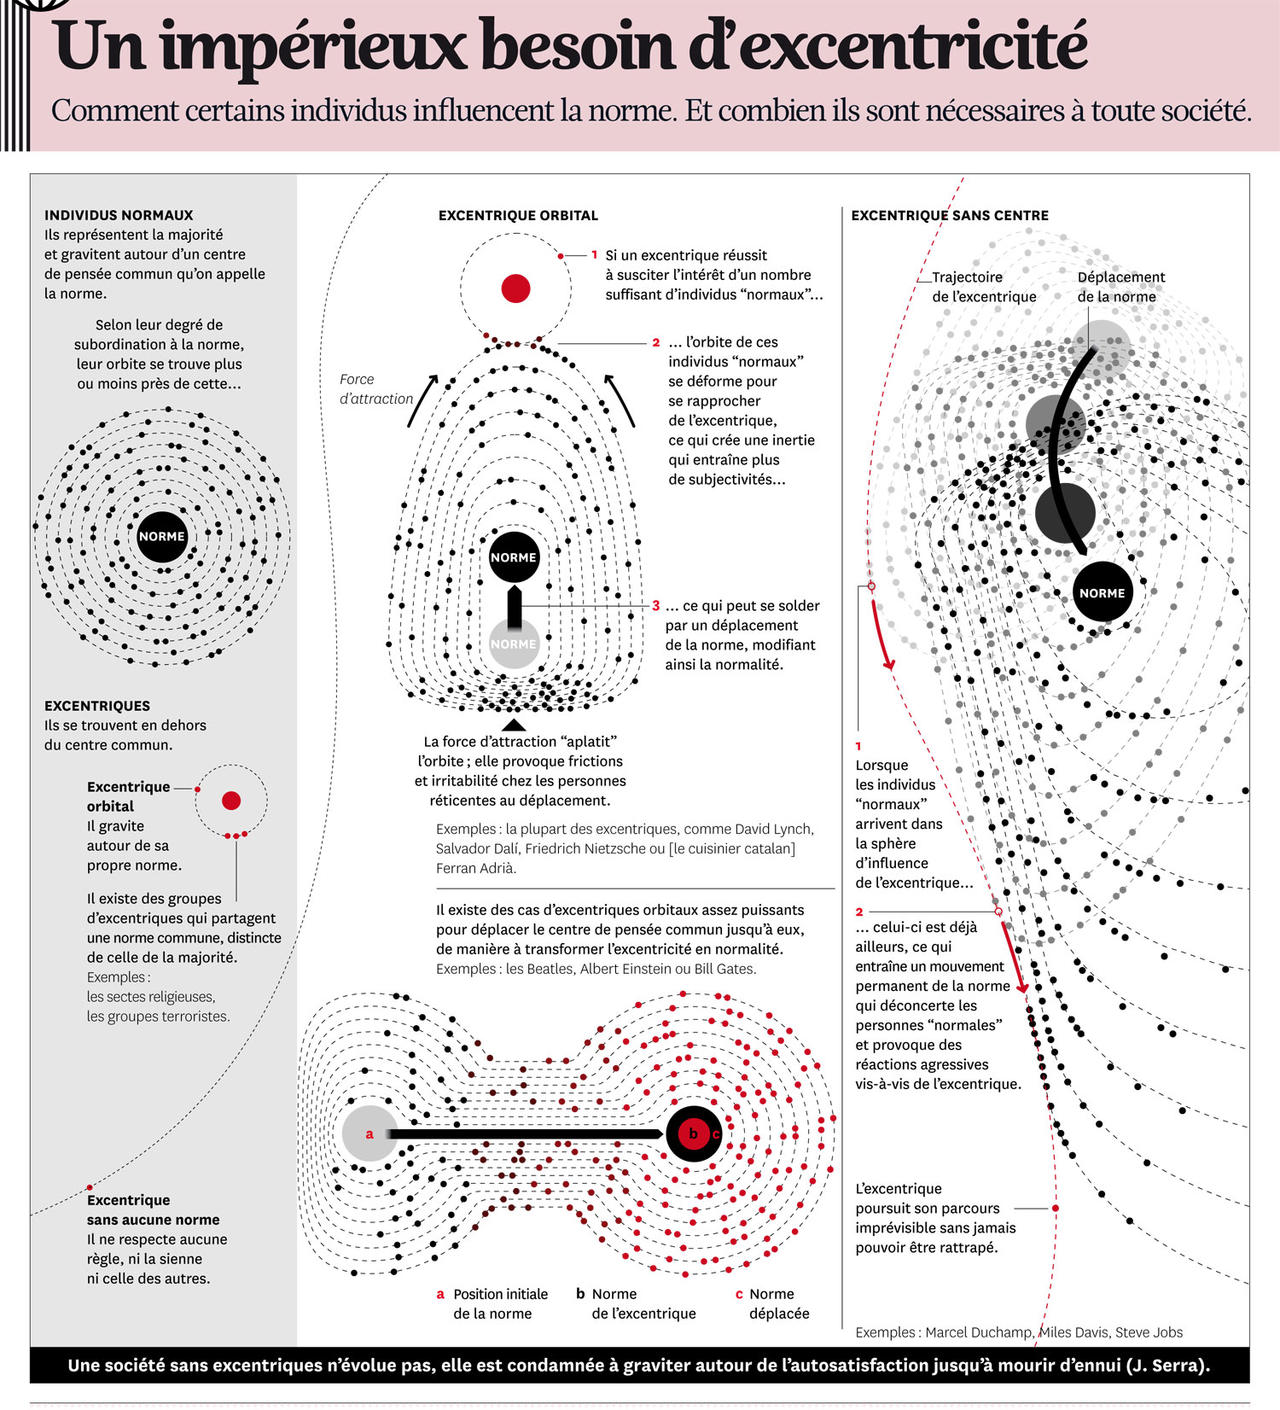 Un impérieux besoin d'excentricité
Comment certains individus influencent la norme. Et combien ils sont nécessaires à toute société.
INDIVIDUS NORMAUX
Ils représentent la majorité
et gravitent autour d'un centre
de pensée commun qu'on appelle
la norme.
Selon leur degré de
subordination à la norme,
leur orbite se trouve plus
ou moins près de cette...
NORME
EXCENTRIQUES
Ils se trouvent en dehors
du centre commun.
Excentrique
orbital
Il gravite
autour de sa
propre norme.
Il existe des groupes
d'excentriques qui partagent
une norme commune, distincte
de celle de la majorité.
Exemples :
les sectes religieuses,
les groupes terroristes.
Excentrique
sans aucune norme
Il ne respecte aucune
règle, ni la sienne
ni celle des autres.
EXCENTRIQUE ORBITAL
1 Si un excentrique réussit
à susciter l'intérêt d'un nombre
suffisant d'individus "normaux"...
2 ... l'orbite de ces
individus "normaux"
se déforme pour
se rapprocher
de l'excentrique,
ce qui crée une inertie
qui entraîne plus
de subjectivités...
Force
d'attraction
NORME
NORME
3 ... ce qui peut se solder
par un déplacement
de la norme, modifiant
ainsi la normalité.
La force d'attraction "aplatit"
l'orbite ; elle provoque frictions
et irritabilité chez les personnes
réticentes au déplacement.
Exemples : la plupart des excentriques, comme David Lynch,
Salvador Dalí, Friedrich Nietzsche ou [le cuisinier catalan]
Ferran Adrià.
Il existe des cas d'excentriques orbitaux assez puissants
pour déplacer le centre de pensée commun jusqu'à eux,
de manière à transformer l'excentricité en normalité.
Exemples : les Beatles, Albert Einstein ou Bill Gates.
a
b
c
a Position initiale
de la norme
b Norme
de l'excentrique
c Norme
déplacée
EXCENTRIQUE SANS CENTRE
Trajectoire
de l'excentrique
Déplacement
de la norme
NORME
1
Lorsque
les individus
"normaux"
arrivent dans
la sphère
d'influence
de l'excentrique...
2
... celui-ci est déjà
ailleurs, ce qui
entraîne un mouvement
permanent de la norme
qui déconcerte les
personnes "normales"
et provoque des
réactions agressives
vis-à-vis de l'excentrique.
L'excentrique
poursuit son parcours
imprévisible sans jamais
pouvoir être rattrapé.
Exemples : Marcel Duchamp, Miles Davis, Steve Jobs
Une société sans excentriques n'évolue pas, elle est condamnée à graviter autour de l'autosatisfaction jusqu'à mourir d'ennui (J. Serra).